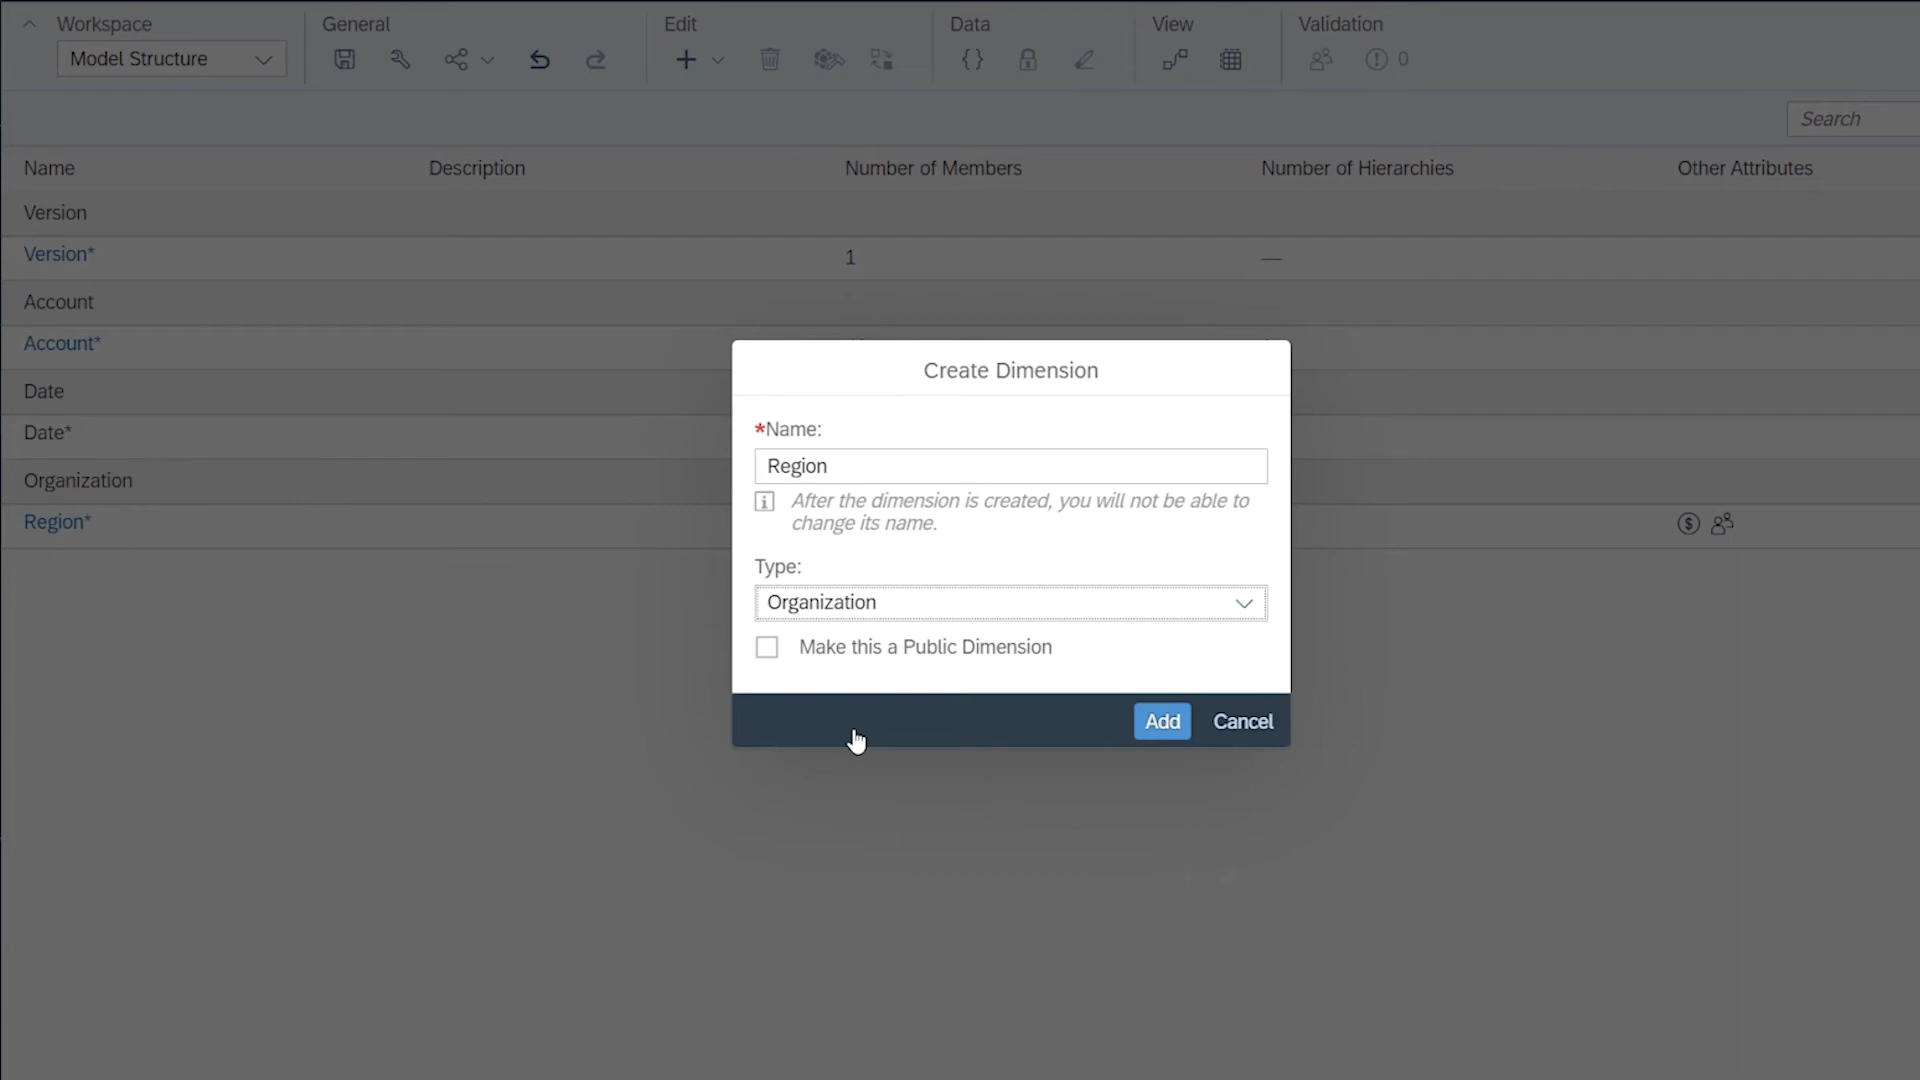 Workspace
General
Edit
Data
View
Validation
Model Structure
0
Search
Name
Description
Number of Members
Number of Hierarchies
Other Attributes
Version
Version*
1
—
Account
Account*
Date
Date*
Organization
Region*
Create Dimension
*Name:
Region
After the dimension is created, you will not be able to
change its name.
Type:
Organization
Make this a Public Dimension
Add
Cancel